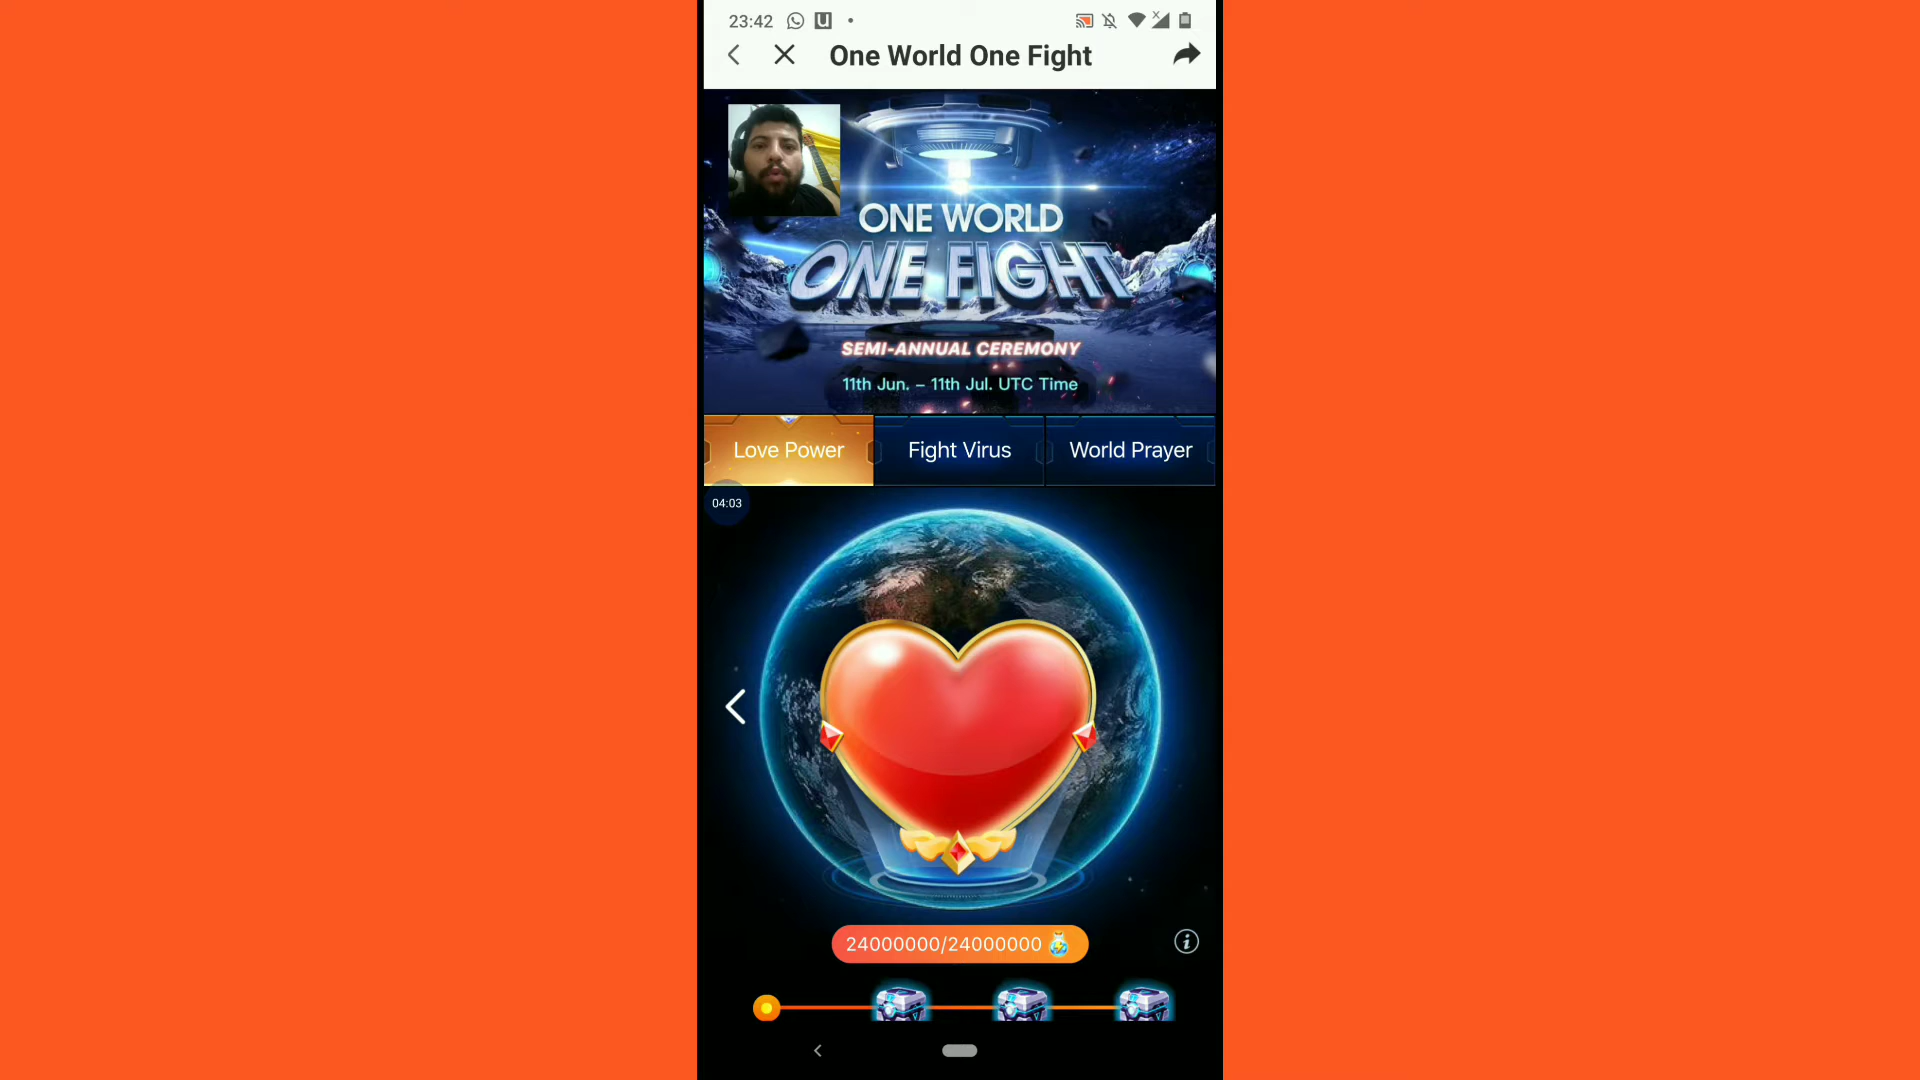 23:42
One World One Fight
ONE WORLD
ONE FIGHT
SEMI-ANNUAL CEREMONY
11th Jun. – 11th Jul. UTC Time
Love Power
Fight Virus
World Prayer
04:03
24000000/24000000